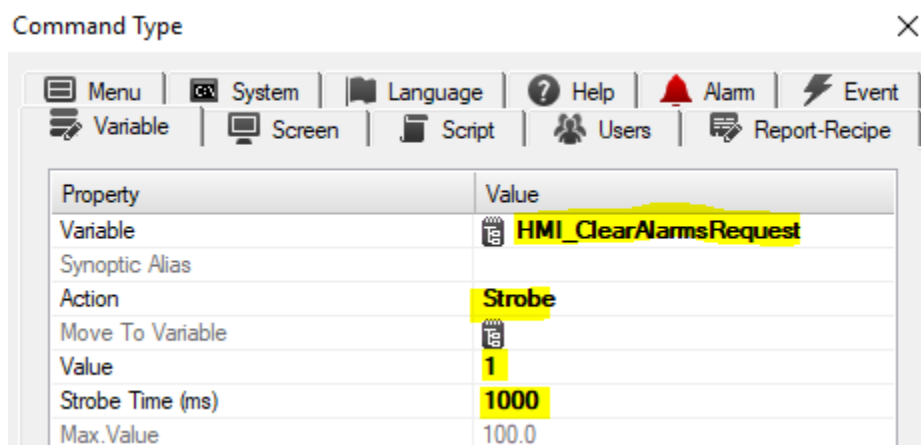 Command Type
Menu System Language Help Alarm Event
Variable Screen Script Users Report-Recipe
Property Value
Variable HMI_ClearAlarmsRequest
Synoptic Alias
Action Strobe
Move To Variable
Value 1
Strobe Time (ms) 1000
Max.Value 100.0